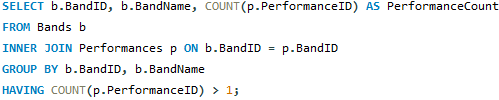 SELECT b.BandID, b.BandName, COUNT(p.PerformanceID) AS PerformanceCount
FROM Bands b
INNER JOIN Performances p ON b.BandID = p.BandID
GROUP BY b.BandID, b.BandName
HAVING COUNT(p.PerformanceID) > 1;